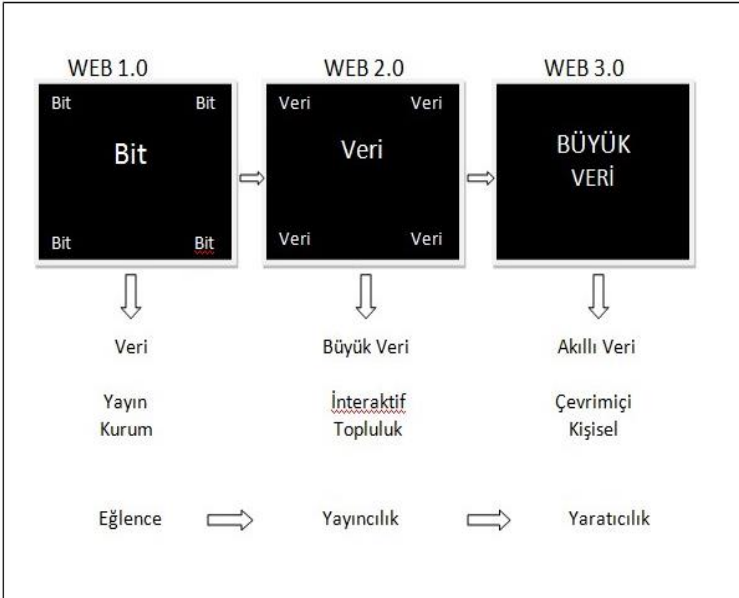 WEB 1.0 WEB 2.0 WEB 3.0
Bit Bit Veri Veri
Bit Veri BÜYÜK
VERİ
Bit Bit Veri Veri
Veri Büyük Veri Akıllı Veri
Yayın İnteraktif Çevrimiçi
Kurum Topluluk Kişisel
Eğlence Yayıncılık Yaratıcılık